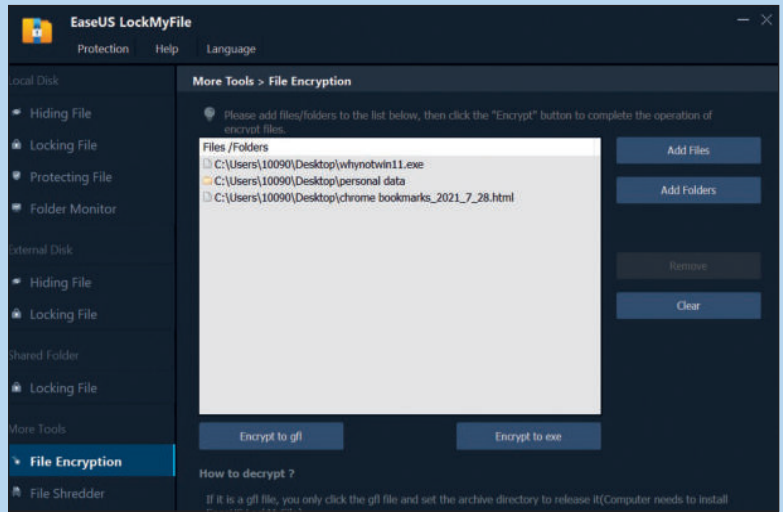 EaseUS LockMyFile
Protection Help Language
Local Disk
Hiding File
Locking File
Protecting File
Folder Monitor
External Disk
Hiding File
Locking File
Shared Folder
Locking File
More Tools
File Encryption
File Shredder
More Tools > File Encryption
Please add files/folders to the list below, then click the "Encrypt" button to complete the operation of
encrypt files.
Files /Folders
C:\Users\10090\Desktop\whynotwin11.exe
C:\Users\10090\Desktop\personal data
C:\Users\10090\Desktop\chrome bookmarks_2021_7_28.html
Add Files
Add Folders
Remove
Clear
Encrypt to gfl
Encrypt to exe
How to decrypt ?
If it is a gfl file, you only click the gfl file and set the archive directory to release it(Computer needs to install
EaseUS LockMyFile)